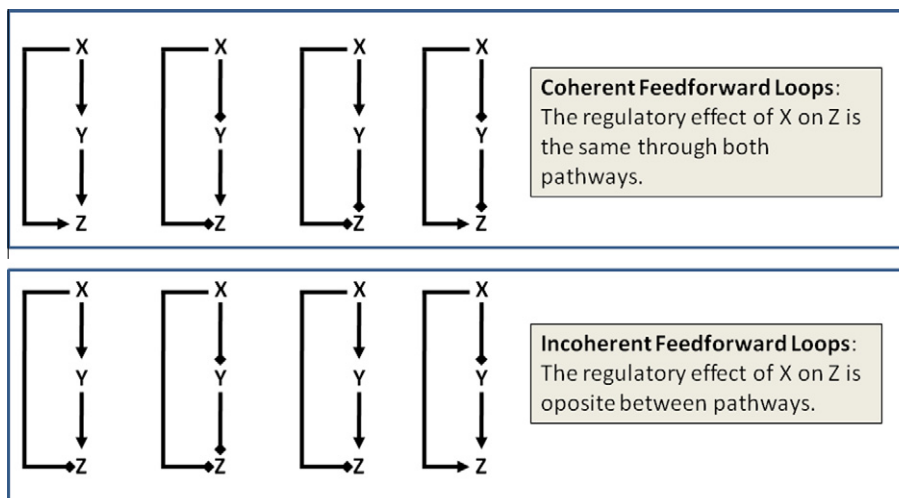 X X X X
Y Y Y Y
Z Z Z Z
Coherent Feedforward Loops:
The regulatory effect of X on Z is
the same through both
pathways.
X X X X
Y Y Y Y
Z Z Z Z
Incoherent Feedforward Loops:
The regulatory effect of X on Z is
oposite between pathways.